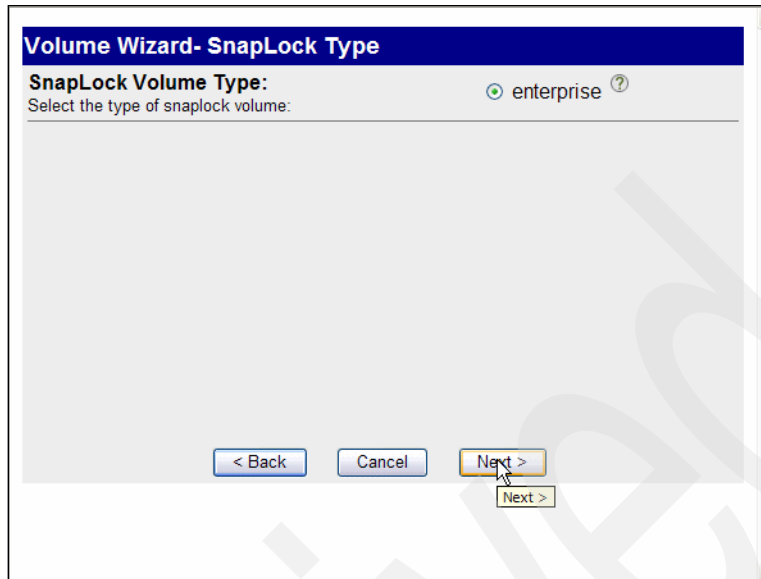 Volume Wizard- SnapLock Type
SnapLock Volume Type:
Select the type of snaplock volume:
enterprise ?
< Back Cancel Next >
Next >